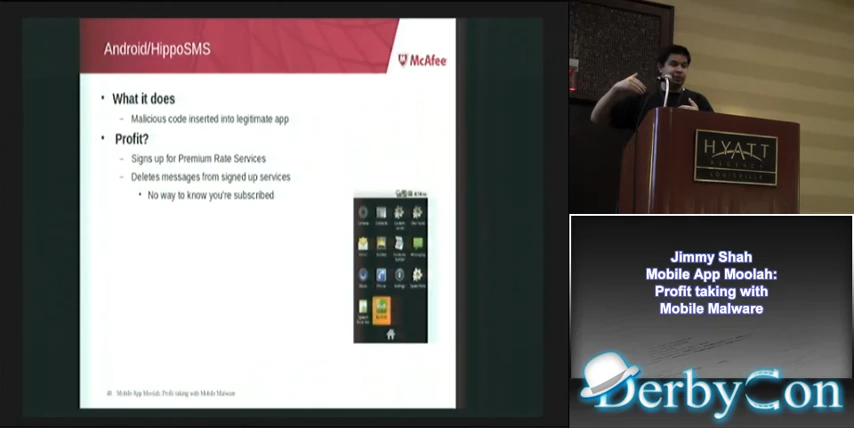 Android/HippoSMS
McAfee
• What it does
– Malicious code inserted into legitimate app
• Profit?
– Signs up for Premium Rate Services
– Deletes messages from signed up services
• No way to know you're subscribed
Mobile App Moolah: Profit taking with Mobile Malware
HYATT
REGENCY
LOUISVILLE
Jimmy Shah
Mobile App Moolah:
Profit taking with
Mobile Malware
DerbyCon